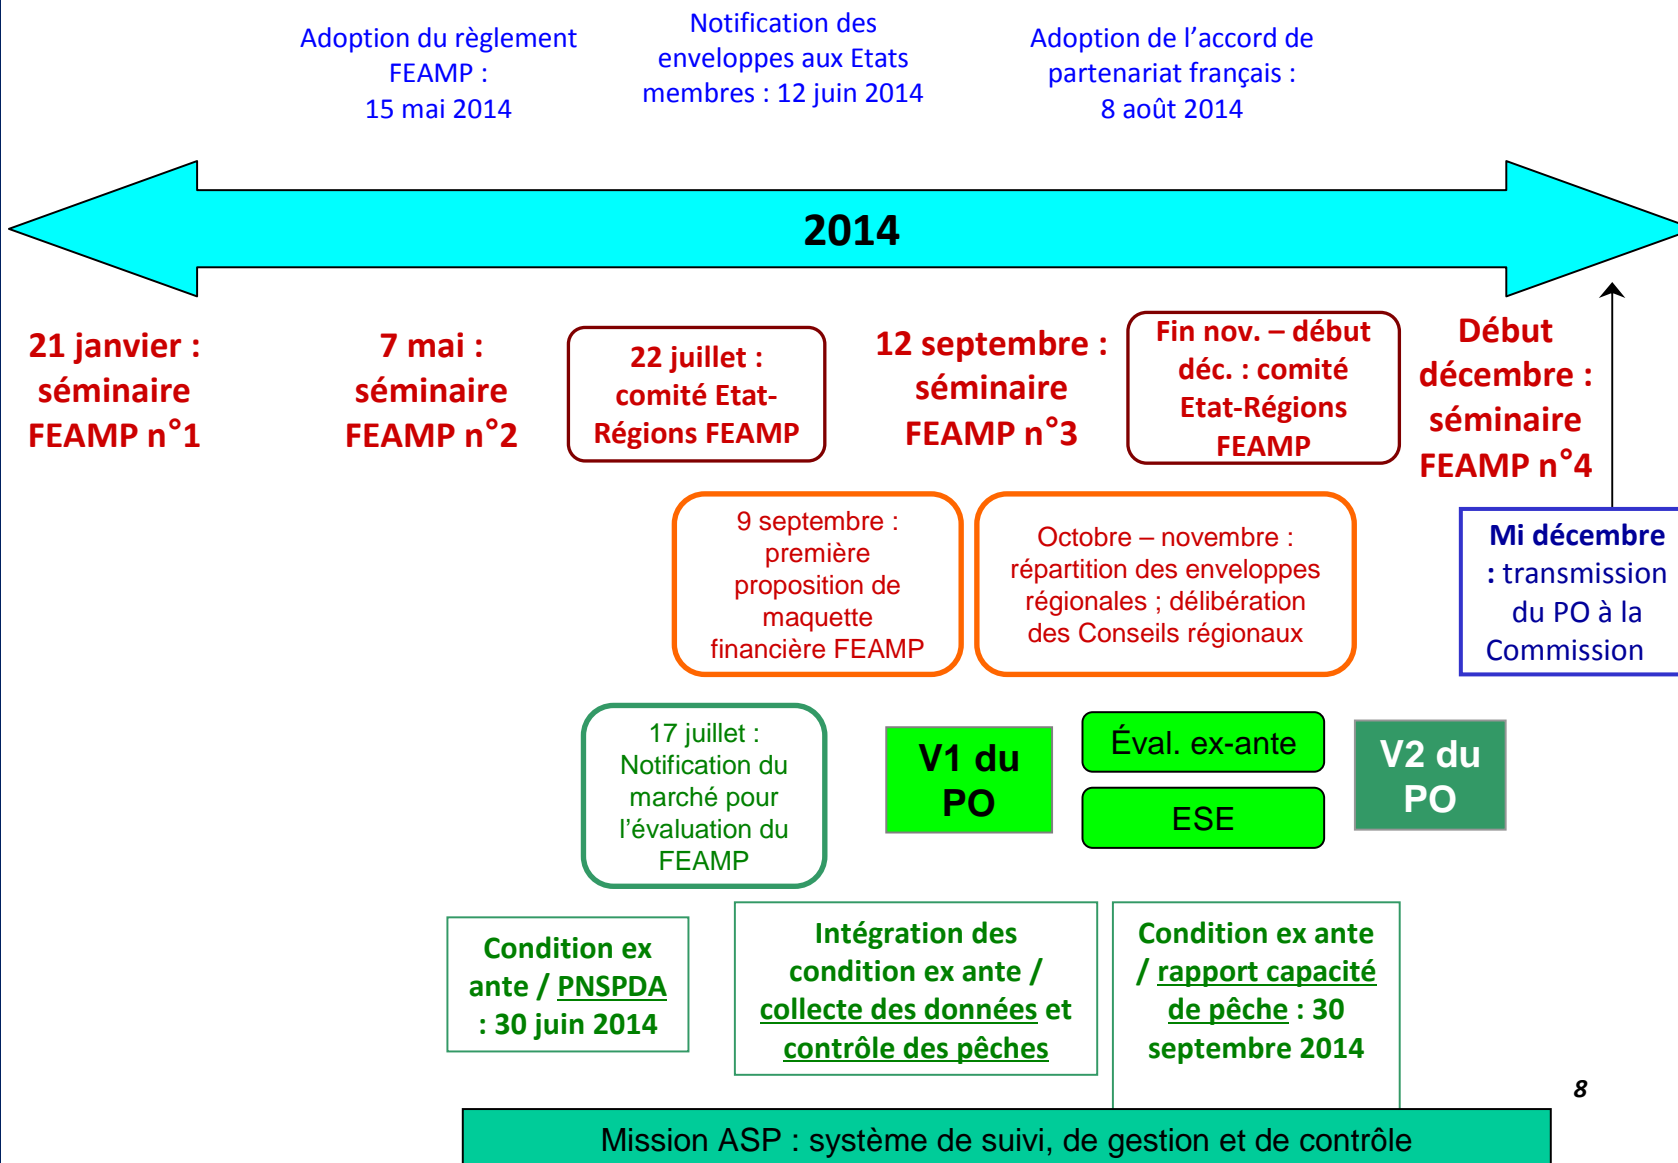 Adoption du règlement
FEAMP :
15 mai 2014
Notification des
enveloppes aux Etats
membres : 12 juin 2014
Adoption de l’accord de
partenariat français :
8 août 2014
2014
21 janvier :
séminaire
FEAMP n°1
7 mai :
séminaire
FEAMP n°2
22 juillet :
comité Etat-
Régions FEAMP
12 septembre :
séminaire
FEAMP n°3
Fin nov. – début
déc. : comité
Etat-Régions
FEAMP
Début
décembre :
séminaire
FEAMP n°4
9 septembre :
première
proposition de
maquette
financière FEAMP
Octobre – novembre :
répartition des enveloppes
régionales ; délibération
des Conseils régionaux
Mi décembre
: transmission
du PO à la
Commission
17 juillet :
Notification du
marché pour
l’évaluation du
FEAMP
V1 du
PO
Éval. ex-ante
ESE
V2 du
PO
Condition ex
ante / PNSPDA
: 30 juin 2014
Intégration des
condition ex ante /
collecte des données et
contrôle des pêches
Condition ex ante
/ rapport capacité
de pêche : 30
septembre 2014
8
Mission ASP : système de suivi, de gestion et de contrôle